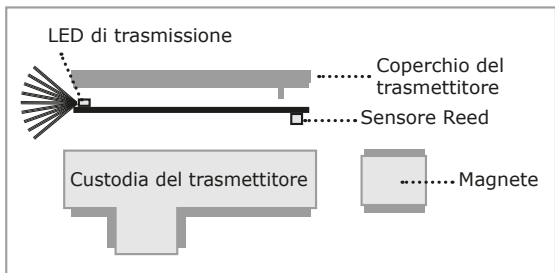 LED di trasmissione
Coperchio del
trasmettitore
Sensore Reed
Custodia del trasmettitore
Magnete